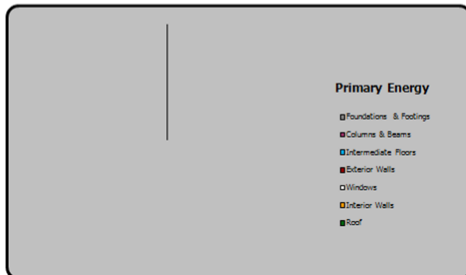 Primary Energy
Foundations & Footings
Columns & Beams
Intermediate Floors
Exterior Walls
Windows
Interior Walls
Roof